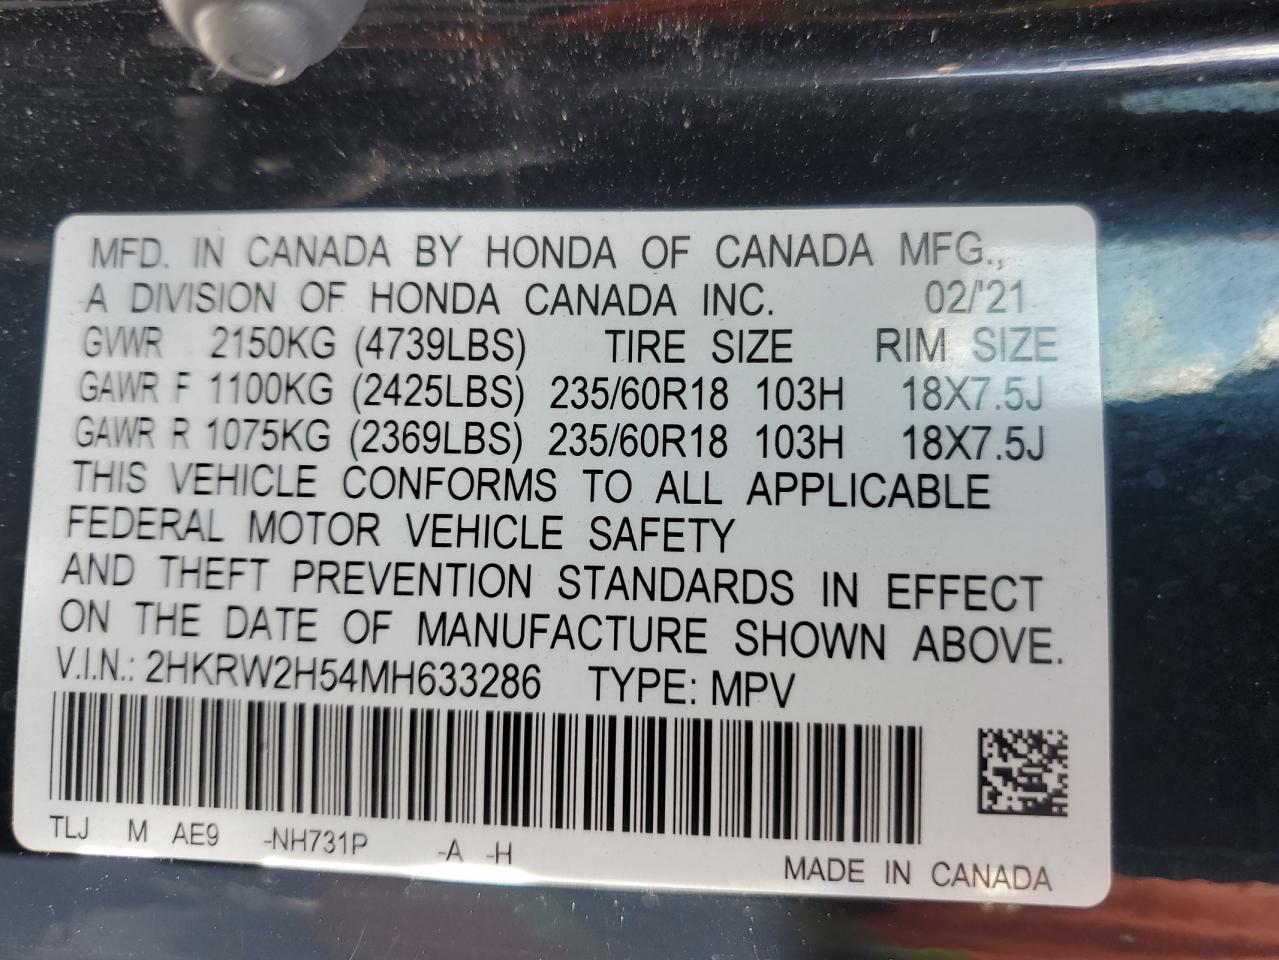 MFD. IN CANADA BY HONDA OF CANADA MFG.,
A DIVISION OF HONDA CANADA INC. 02/'21
GVWR 2150KG (4739LBS) TIRE SIZE RIM SIZE
GAWR F 1100KG (2425LBS) 235/60R18 103H 18X7.5J
GAWR R 1075KG (2369LBS) 235/60R18 103H 18X7.5J
THIS VEHICLE CONFORMS TO ALL APPLICABLE
FEDERAL MOTOR VEHICLE SAFETY
AND THEFT PREVENTION STANDARDS IN EFFECT
ON THE DATE OF MANUFACTURE SHOWN ABOVE.
V.I.N.: 2HKRW2H54MH633286 TYPE: MPV
TLJ M AE9 -NH731P -A -H
MADE IN CANADA